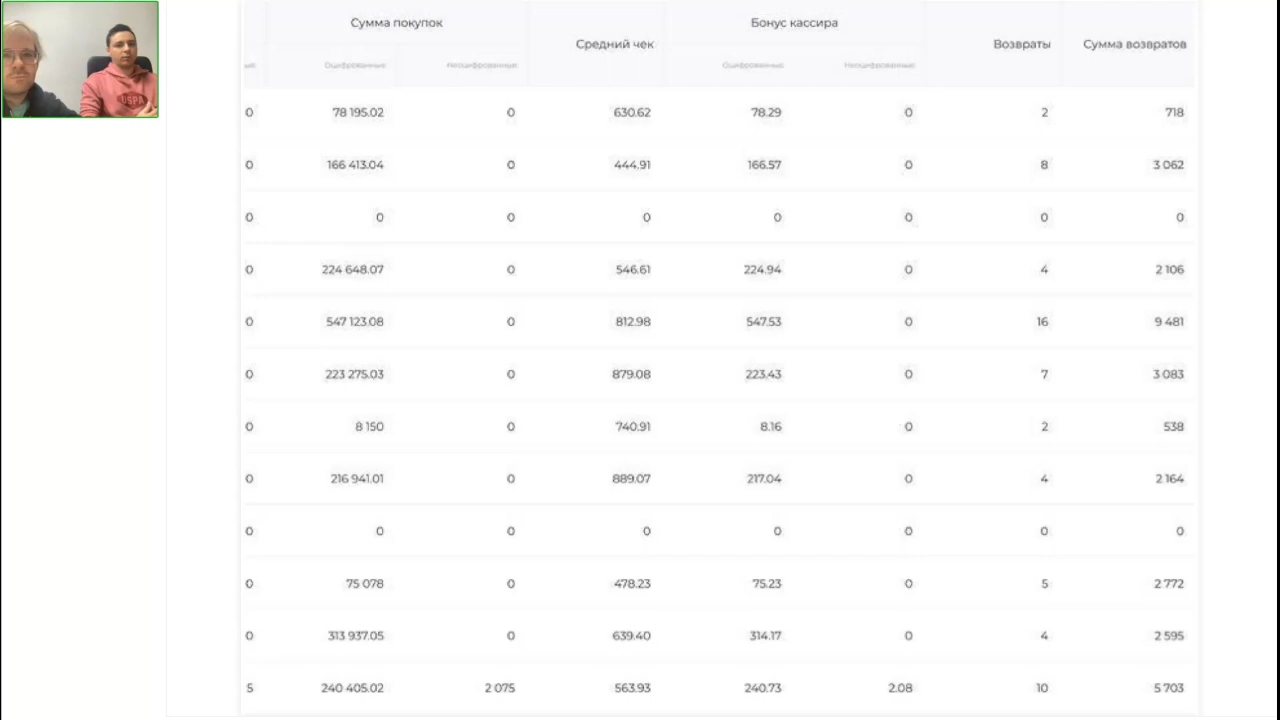 Сумма покупок Средний чек Бонус кассира Возвраты Сумма возвратов
ые Оцифрованные Неоцифрованные Оцифрованные Неоцифрованные
0 78 195.02 0 630.62 78.29 0 2 718
0 166 413.04 0 444.91 166.57 0 8 3 062
0 0 0 0 0 0 0 0
0 224 648.07 0 546.61 224.94 0 4 2 106
0 547 123.08 0 812.98 547.53 0 16 9 481
0 223 275.03 0 879.08 223.43 0 7 3 083
0 8 150 0 740.91 8.16 0 2 538
0 216 941.01 0 889.07 217.04 0 4 2 164
0 0 0 0 0 0 0 0
0 75 078 0 478.23 75.23 0 5 2 772
0 313 937.05 0 639.40 314.17 0 4 2 595
5 240 405.02 2 075 563.93 240.73 2.08 10 5 703
USPA